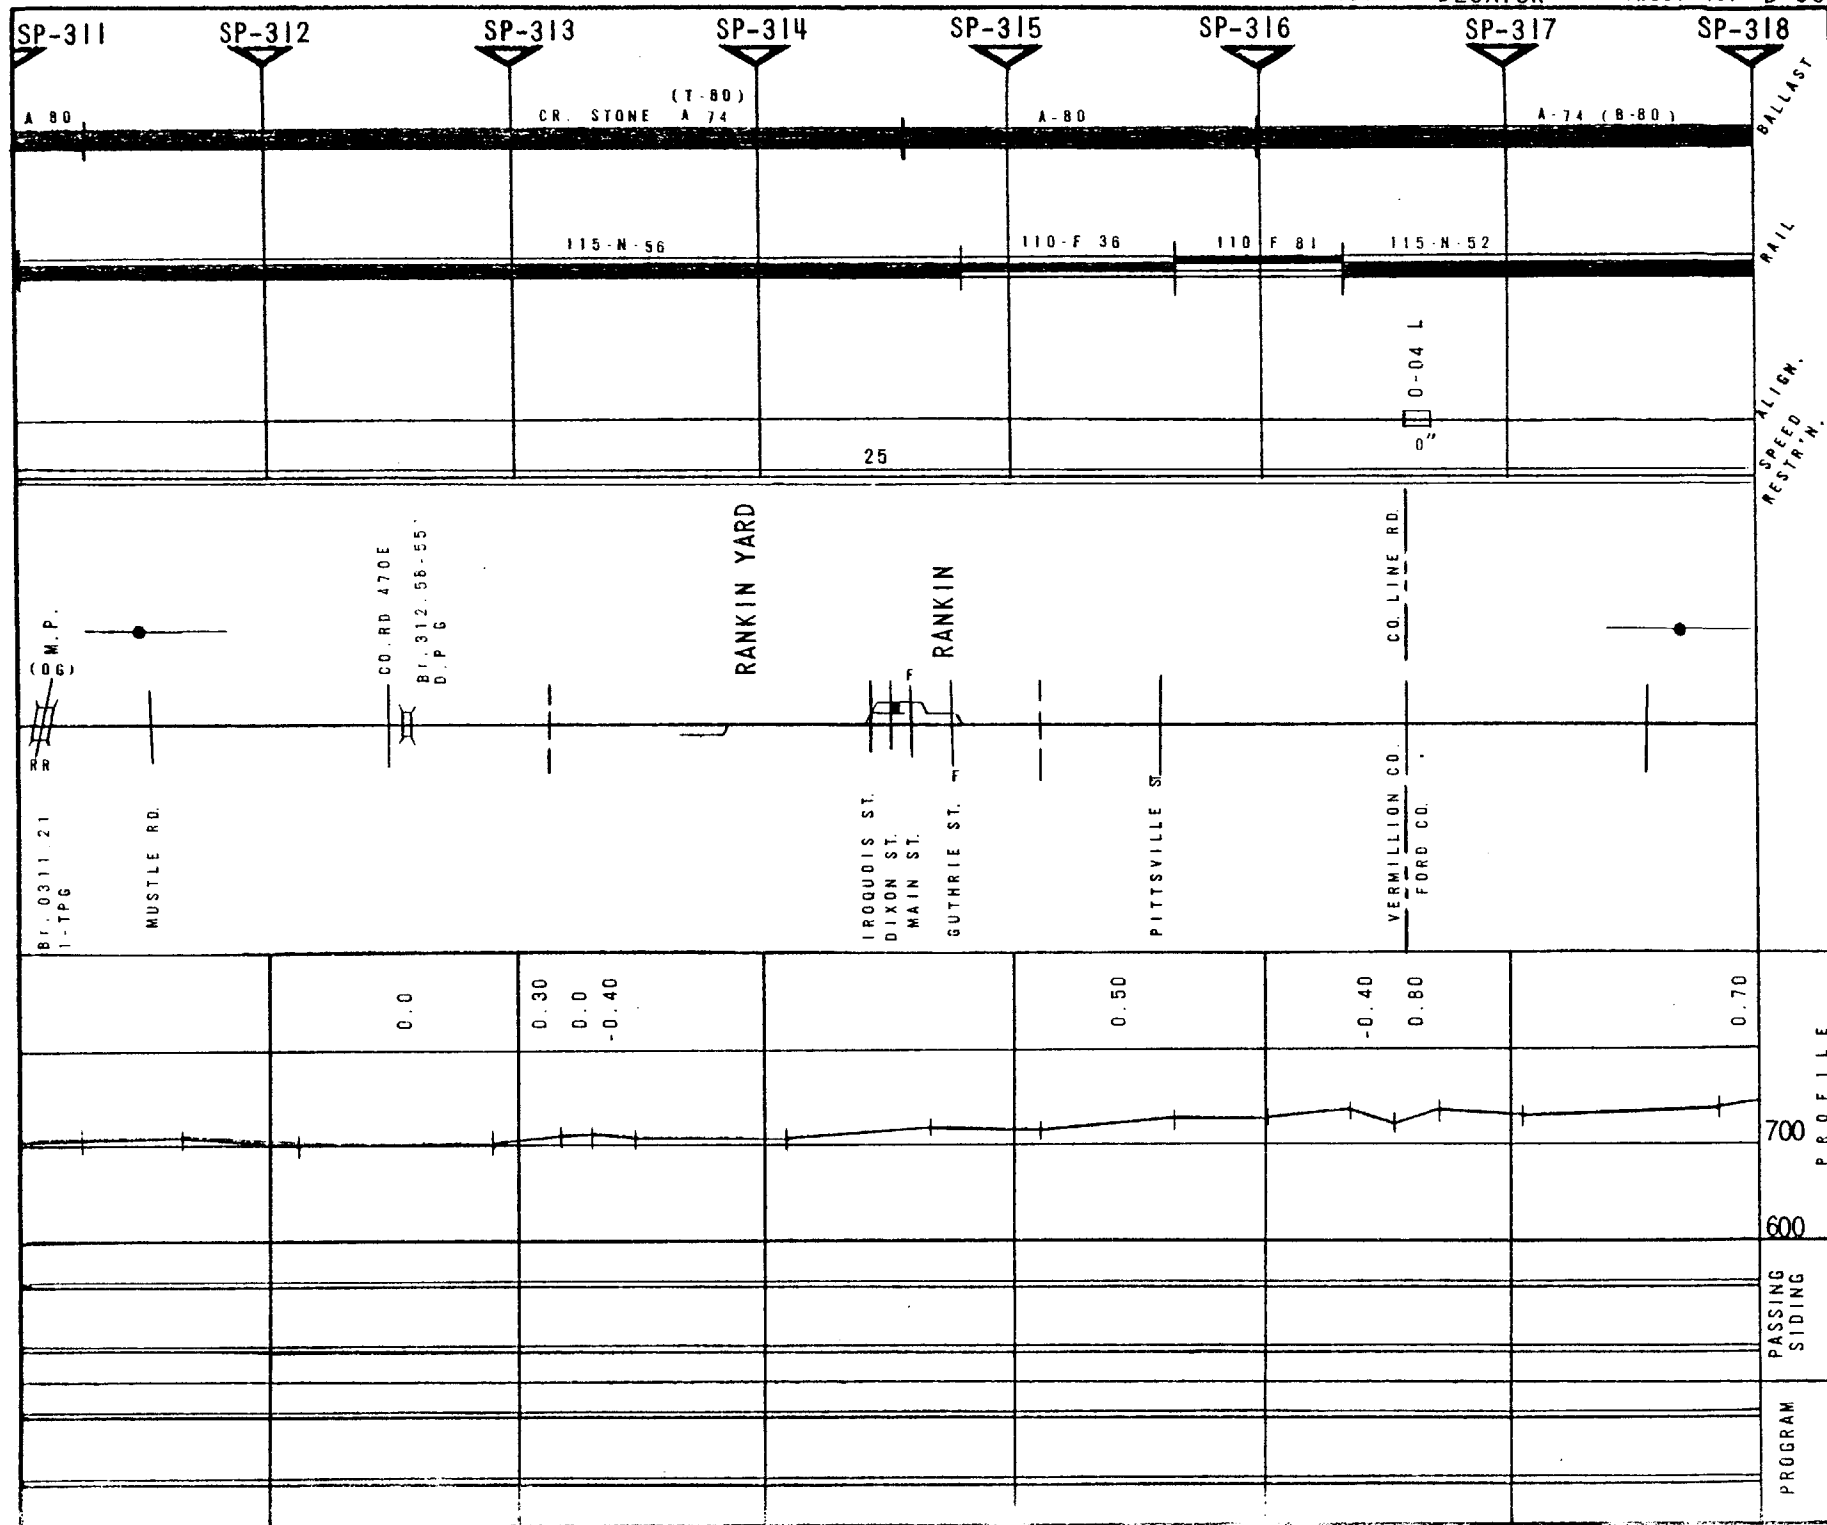 SP-311 SP-312 SP-313 SP-314 SP-315 SP-316 SP-317 SP-318
BALLAST
(T-80)
A 80 CR. STONE A 74 A-80 A-74 (B-80)
RAIL
115-N-56 110-F 36 110 F 81 115-N-52
0-04 L
ALIGN.
0"
SPEED
RESTR'N.
25
M.P.
(OG)
RR
Br. 0311.21
1-TPG
MUSTLE RD.
CO. RD 470E
Br. 312.58-55'
D.P G
RANKIN YARD
RANKIN
F
F
IROQUOIS ST.
DIXON ST.
MAIN ST.
GUTHRIE ST.
PITTSVILLE ST.
CO. LINE RD.
VERMILLION CO.
FORD CO.
0.0 0.30 0.0 -0.40 0.50 -0.40 0.80 0.70
PROFILE
700
600
PASSING
SIDING
PROGRAM